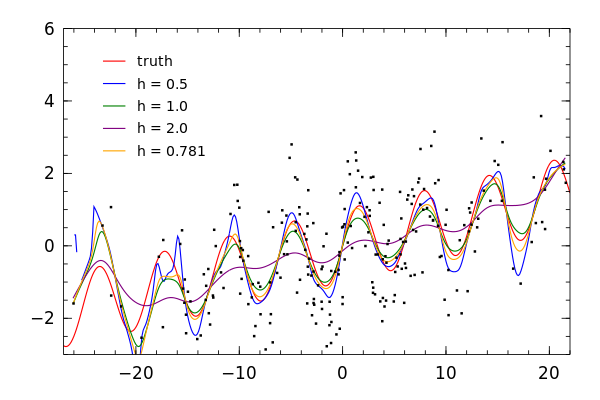 6
4
2
0
−2
truth
h = 0.5
h = 1.0
h = 2.0
h = 0.781
−20 −10 0 10 20